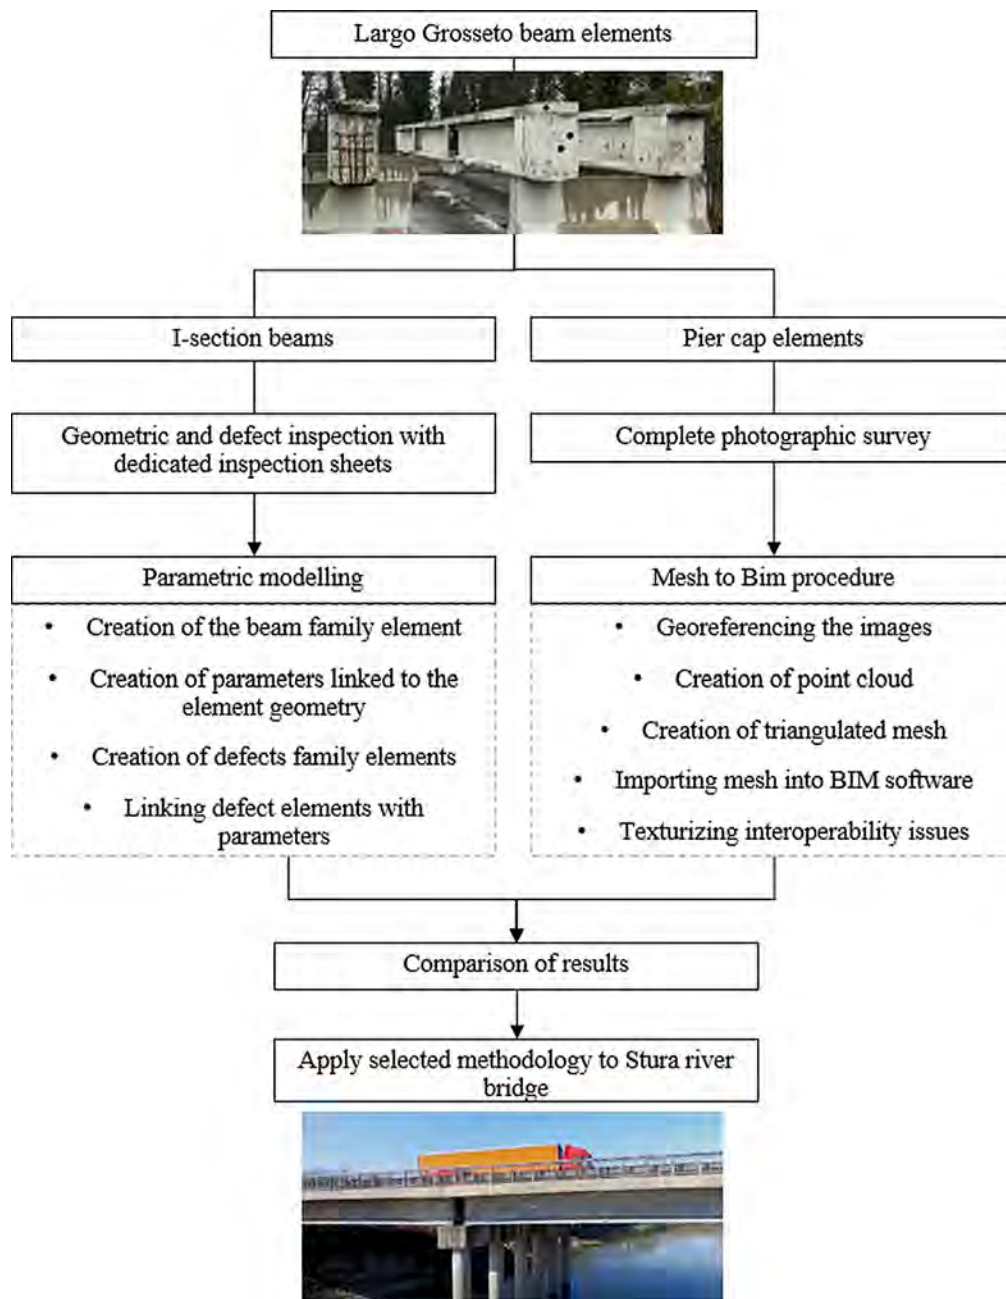 Largo Grosseto beam elements
I-section beams
Geometric and defect inspection with
dedicated inspection sheets
Parametric modelling
• Creation of the beam family element
• Creation of parameters linked to the
element geometry
• Creation of defects family elements
• Linking defect elements with
parameters
Pier cap elements
Complete photographic survey
Mesh to Bim procedure
• Georeferencing the images
• Creation of point cloud
• Creation of triangulated mesh
• Importing mesh into BIM software
• Texturizing interoperability issues
Comparison of results
Apply selected methodology to Stura river
bridge